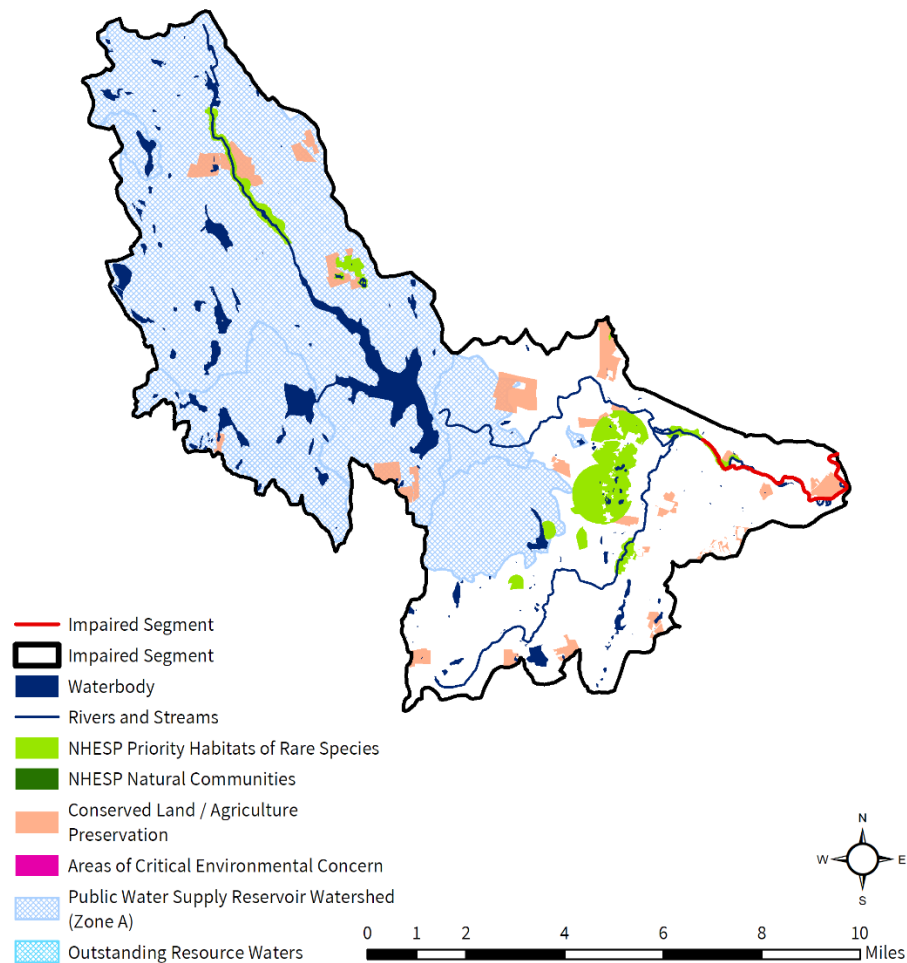 Impaired Segment
Impaired Segment
Waterbody
Rivers and Streams
NHESP Priority Habitats of Rare Species
NHESP Natural Communities
Conserved Land / Agriculture
Preservation
Areas of Critical Environmental Concern
Public Water Supply Reservoir Watershed
(Zone A)
Outstanding Resource Waters
N
W E
S
0 1 2 4 6 8 10
Miles